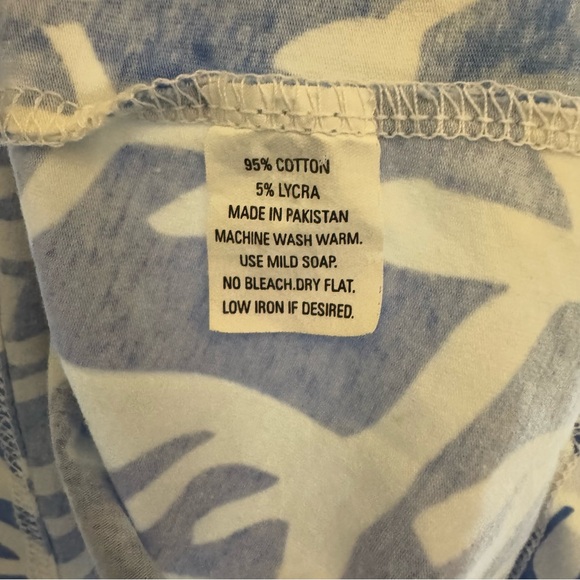 95% COTTON
5% LYCRA
MADE IN PAKISTAN
MACHINE WASH WARM.
USE MILD SOAP.
NO BLEACH.DRY FLAT.
LOW IRON IF DESIRED.